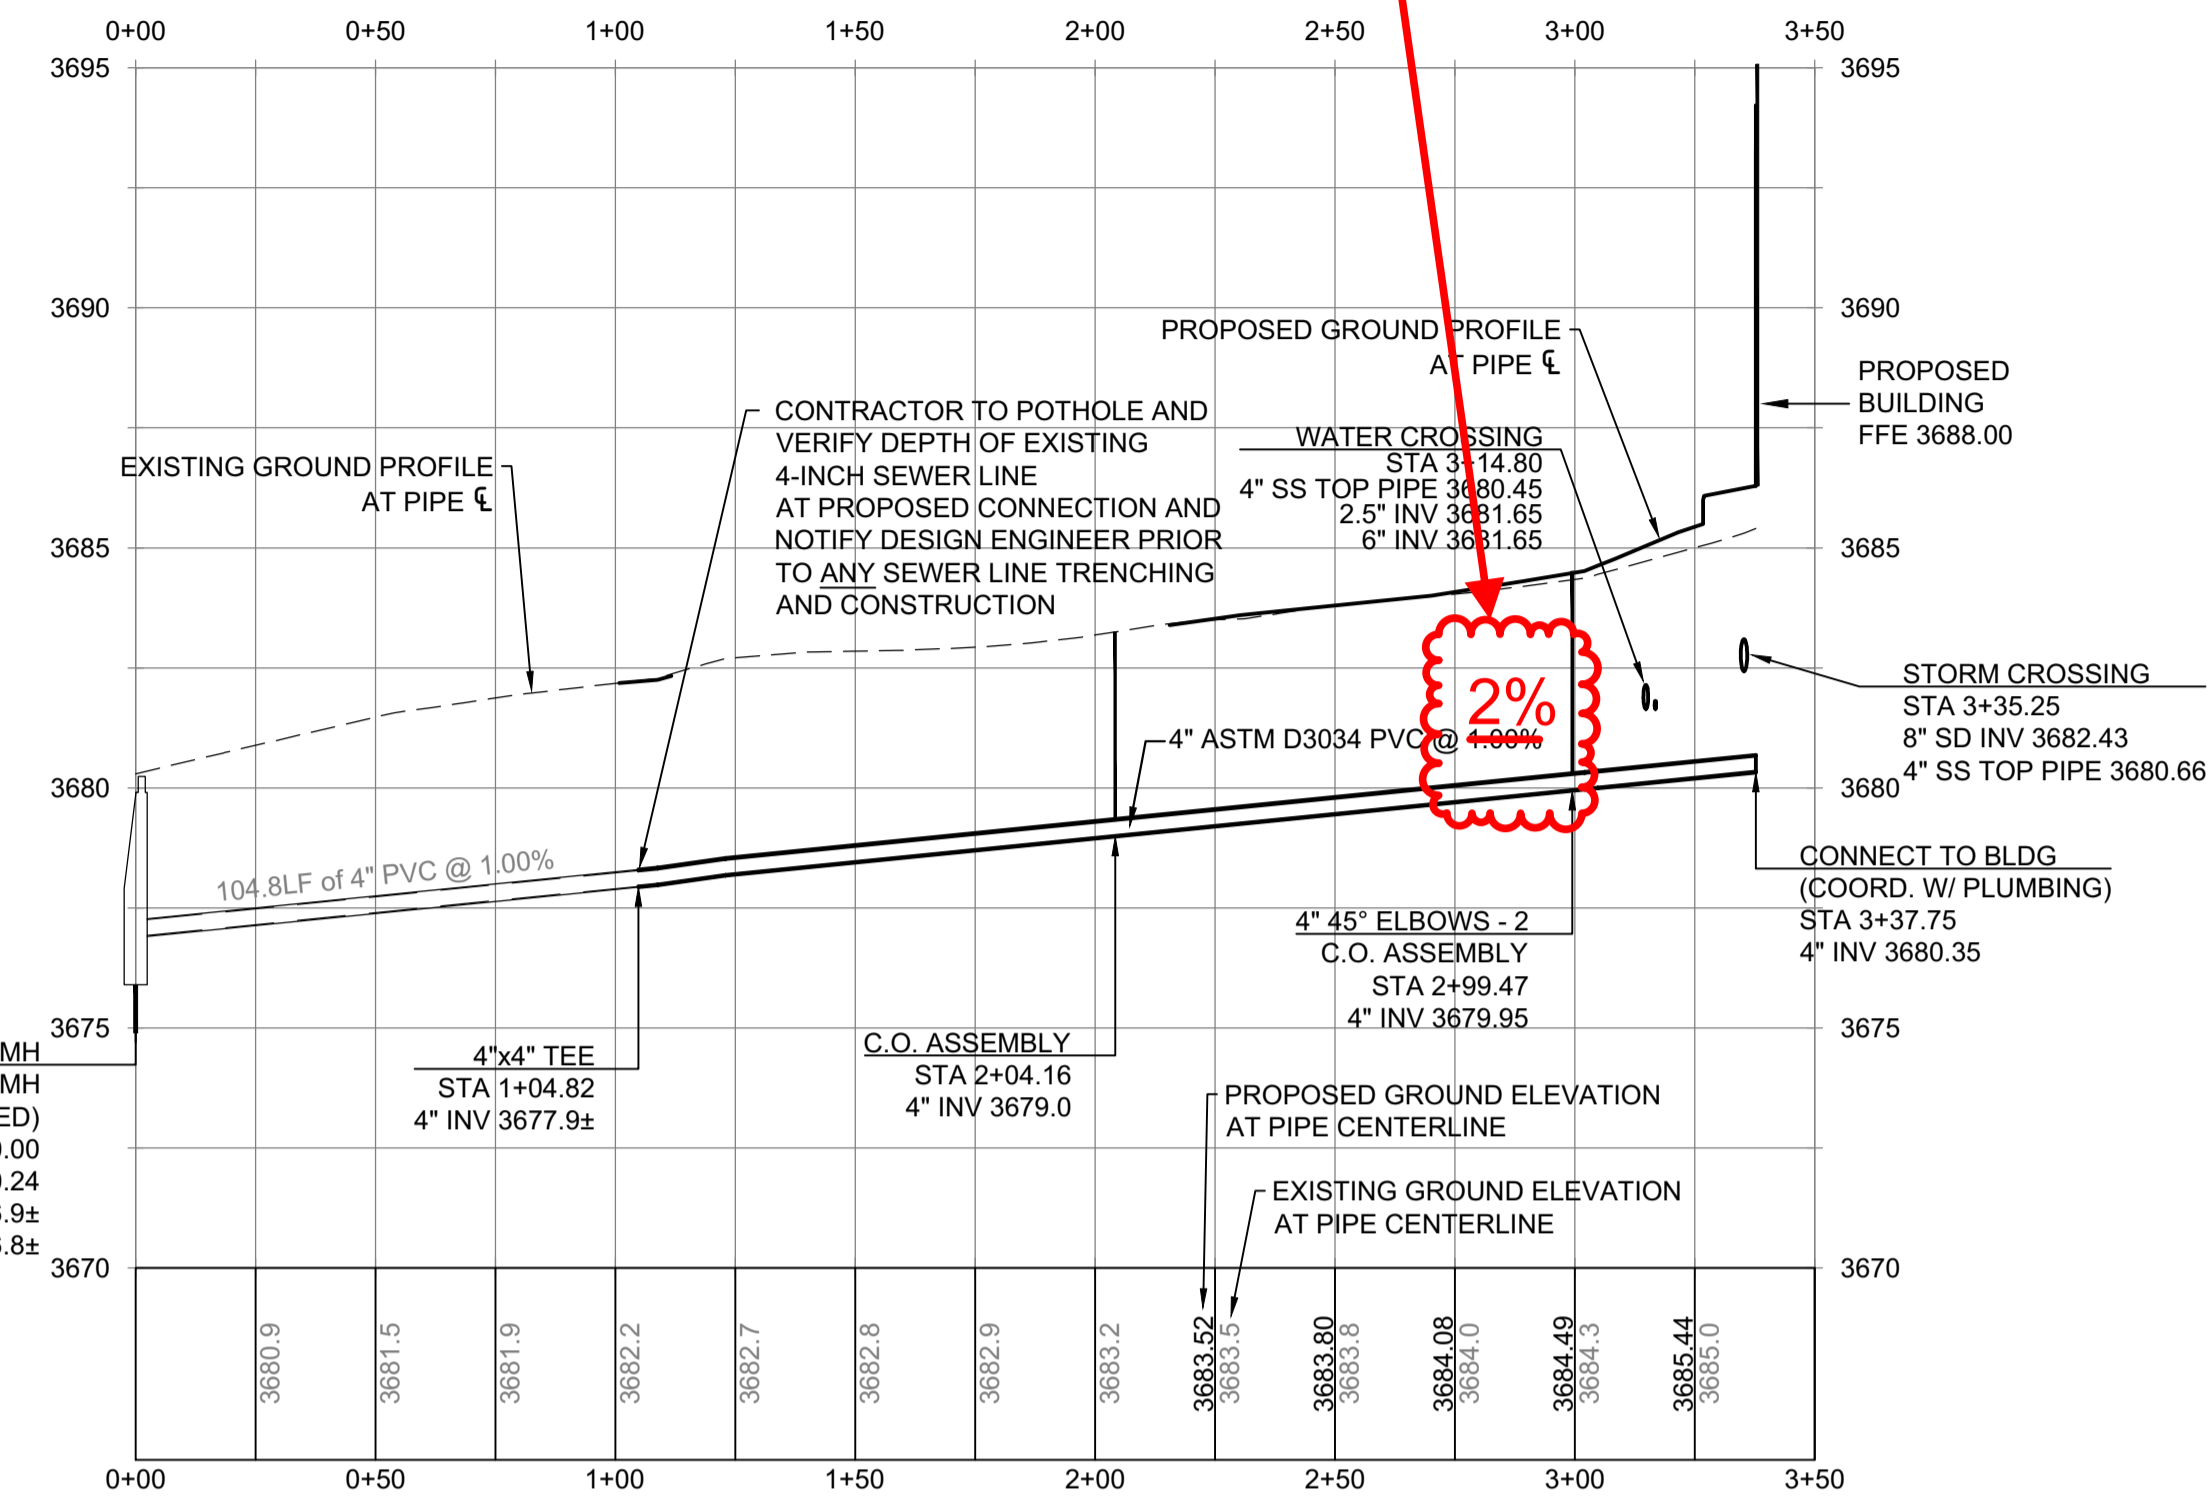 0+00 0+50 1+00 1+50 2+00 2+50 3+00 3+50
3695 3695
3690 3690
PROPOSED GROUND PROFILE
AT PIPE ℄
PROPOSED
BUILDING
FFE 3688.00
CONTRACTOR TO POTHOLE AND
VERIFY DEPTH OF EXISTING
4-INCH SEWER LINE
AT PROPOSED CONNECTION AND
NOTIFY DESIGN ENGINEER PRIOR
TO ANY SEWER LINE TRENCHING
AND CONSTRUCTION
WATER CROSSING
STA 3+14.80
4" SS TOP PIPE 3680.45
2.5" INV 3681.65
6" INV 3681.65
EXISTING GROUND PROFILE
AT PIPE ℄
3685 3685
2%
4" ASTM D3034 PVC @ 1.00%
STORM CROSSING
STA 3+35.25
8" SD INV 3682.43
4" SS TOP PIPE 3680.66
3680 3680
104.8LF of 4" PVC @ 1.00%
CONNECT TO BLDG
(COORD. W/ PLUMBING)
STA 3+37.75
4" INV 3680.35
4" 45° ELBOWS - 2
C.O. ASSEMBLY
STA 2+99.47
4" INV 3679.95
3675 3675
MH
MH
ED)
.00
.24
.9±
.8±
4"x4" TEE
STA 1+04.82
4" INV 3677.9±
C.O. ASSEMBLY
STA 2+04.16
4" INV 3679.0
PROPOSED GROUND ELEVATION
AT PIPE CENTERLINE
EXISTING GROUND ELEVATION
AT PIPE CENTERLINE
3670 3670
3680.9
3681.5
3681.9
3682.2
3682.7
3682.8
3682.9
3683.2
3683.52
3683.5
3683.80
3683.8
3684.08
3684.0
3684.49
3684.3
3685.44
3685.0
0+00 0+50 1+00 1+50 2+00 2+50 3+00 3+50